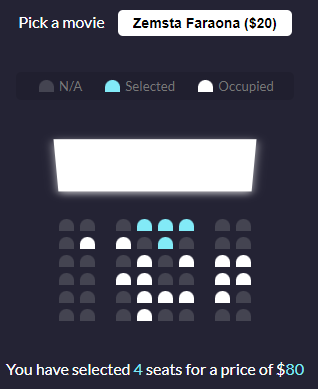 Pick a movie Zemsta Faraona ($20)
N/A Selected Occupied
You have selected 4 seats for a price of $80